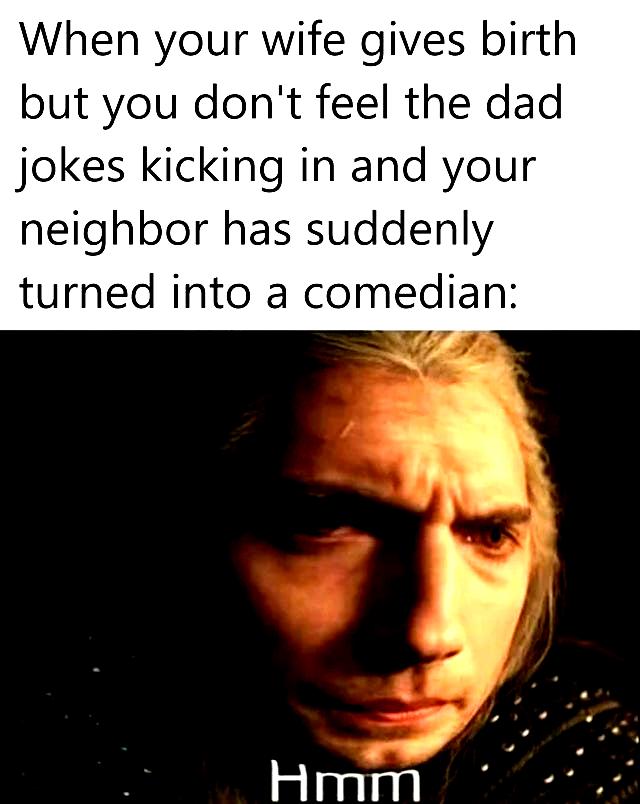 When your wife gives birth
but you don't feel the dad
jokes kicking in and your
neighbor has suddenly
turned into a comedian:
Hmm